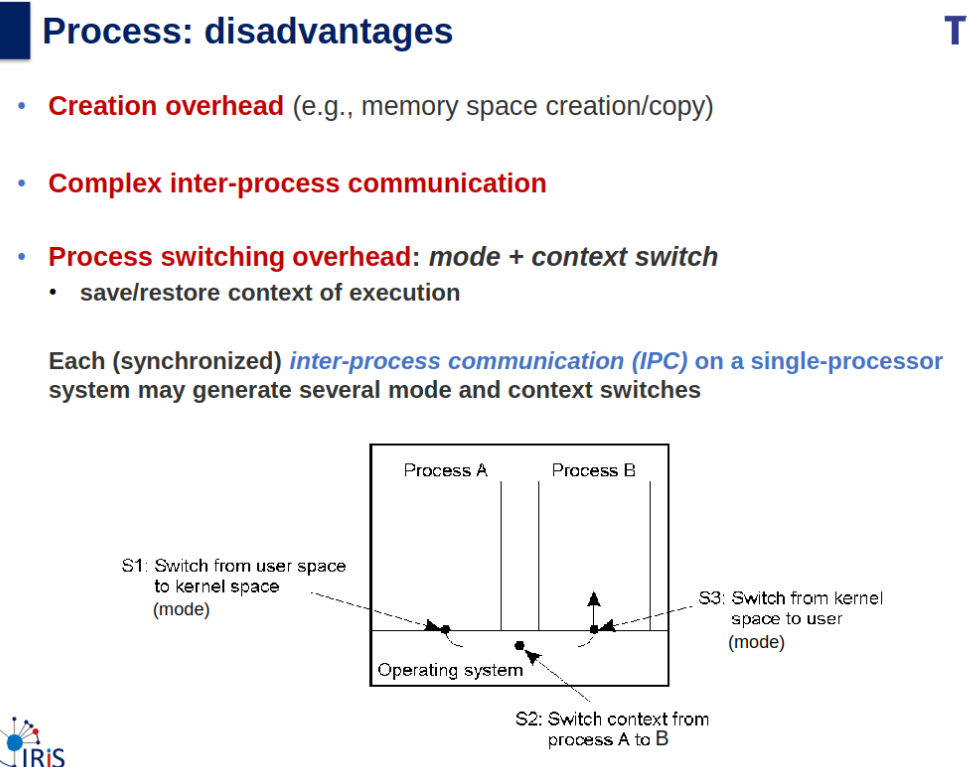 Process: disadvantages
T
• Creation overhead (e.g., memory space creation/copy)
• Complex inter-process communication
• Process switching overhead: mode + context switch
• save/restore context of execution
Each (synchronized) inter-process communication (IPC) on a single-processor
system may generate several mode and context switches
Process A
Process B
S1: Switch from user space
to kernel space
(mode)
S3: Switch from kernel
space to user
(mode)
Operating system
S2: Switch context from
process A to B
IRiS